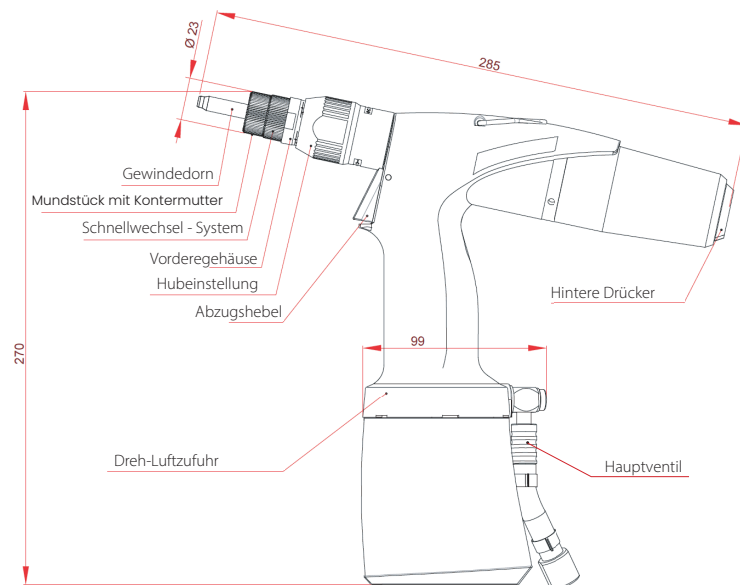 Ø 23
285
Gewindedorn
Mundstück mit Kontermutter
Schnellwechsel - System
Vorderegehäuse
Hubeinstellung
Abzugshebel
Hintere Drücker
270
99
Dreh-Luftzufuhr
Hauptventil